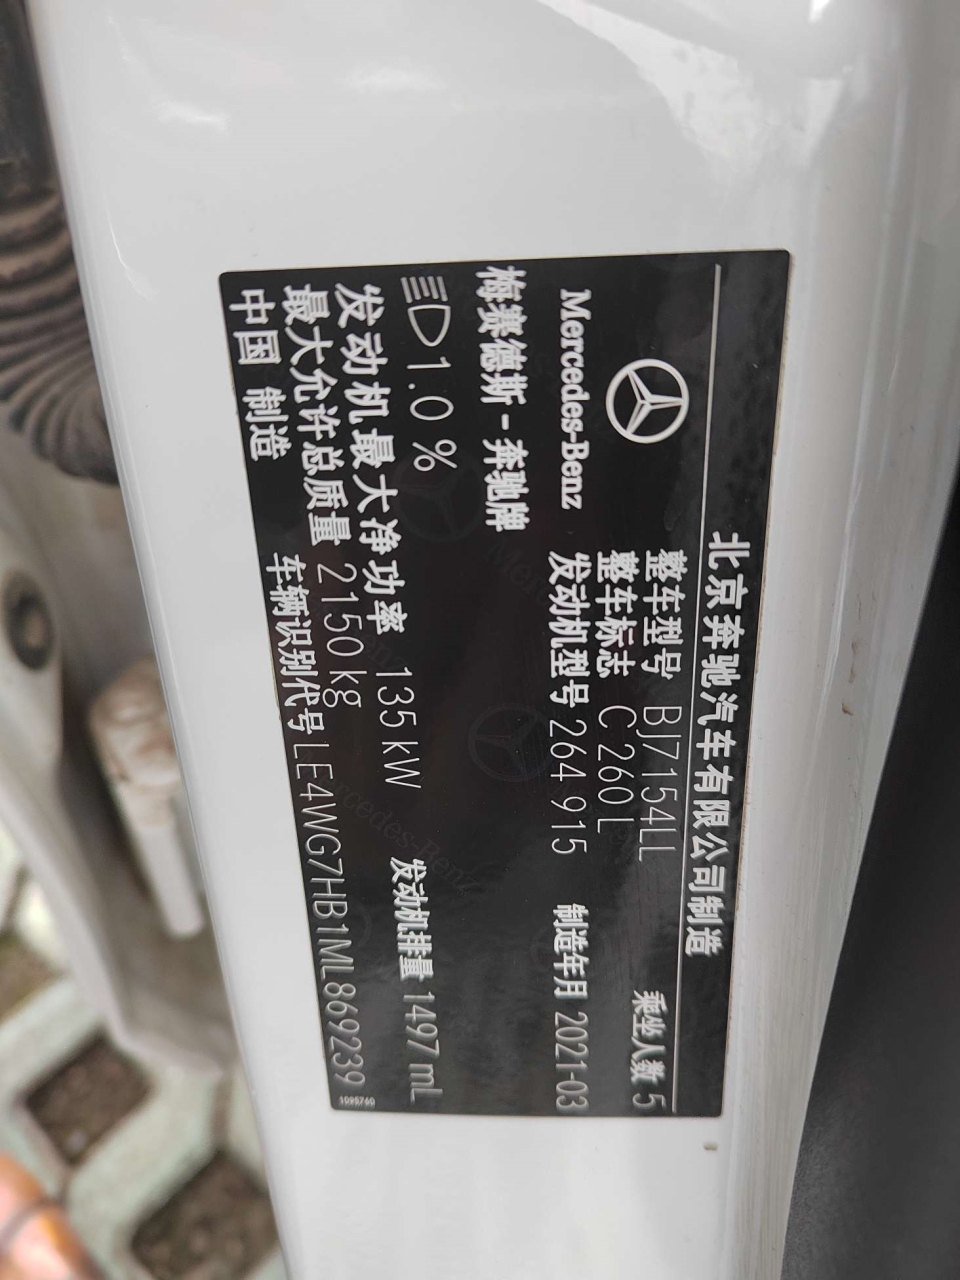 北京奔驰汽车有限公司制造
Mercedes-Benz
梅赛德斯-奔驰牌
整车型号 BJ7154LL
乘坐人数 5
整车标志 C 260 L
发动机型号 264 915
制造年月 2021-03
1.0 %
发动机最大净功率 135 kW
发动机排量 1497 mL
最大允许总质量 2150 kg
中国 制造
车辆识别代号 LE4WG7HB1ML869239
1095760